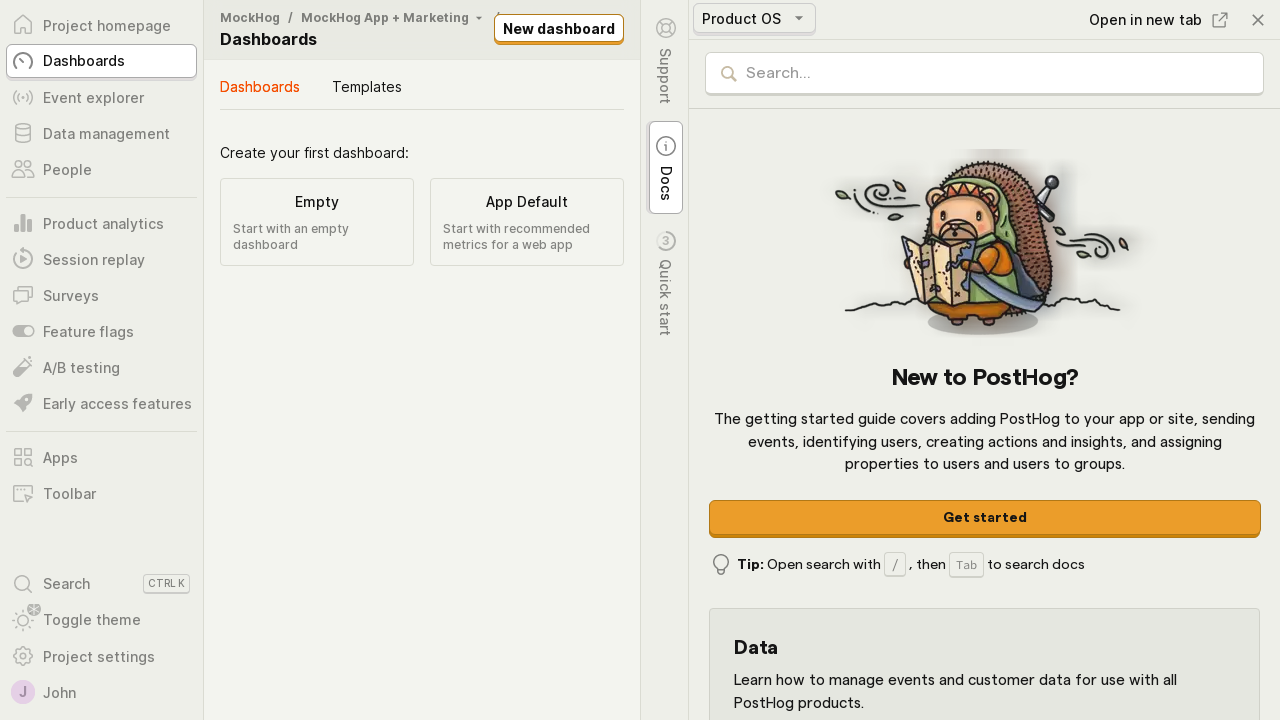 Project homepage
Dashboards
Event explorer
Data management
People
Product analytics
Session replay
Surveys
Feature flags
A/B testing
Early access features
Apps
Toolbar
Search
CTRL K
Toggle theme
Project settings
J
John
MockHog / MockHog App + Marketing /
Dashboards
New dashboard
Dashboards
Templates
Create your first dashboard:
Empty
Start with an empty
dashboard
App Default
Start with recommended
metrics for a web app
Support
Docs
3
Quick start
Product OS
Open in new tab
Search...
New to PostHog?
The getting started guide covers adding PostHog to your app or site, sending
events, identifying users, creating actions and insights, and assigning
properties to users and users to groups.
Get started
Tip: Open search with / , then Tab to search docs
Data
Learn how to manage events and customer data for use with all
PostHog products.